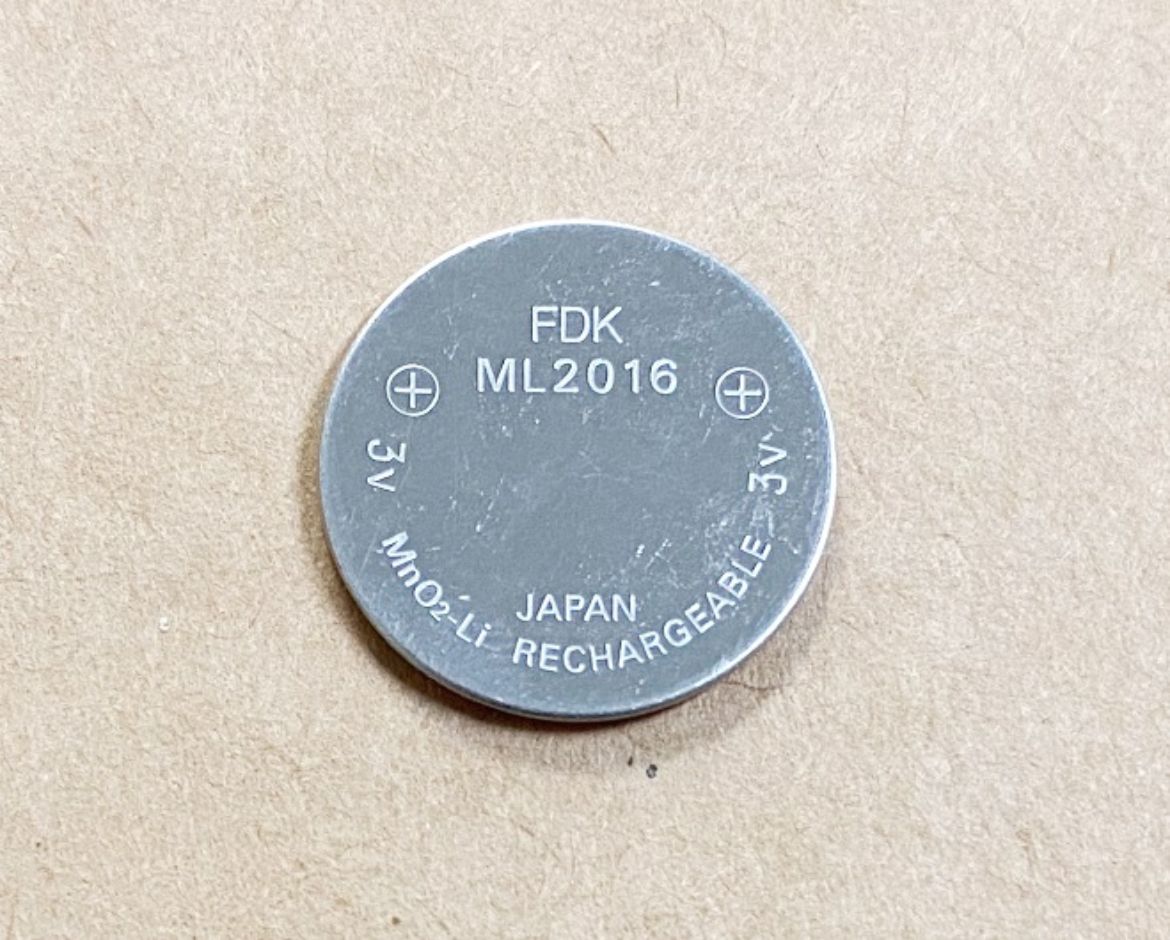 FDK
ML2016
3V
3V
JAPAN
MnO2-Li RECHARGEABLE